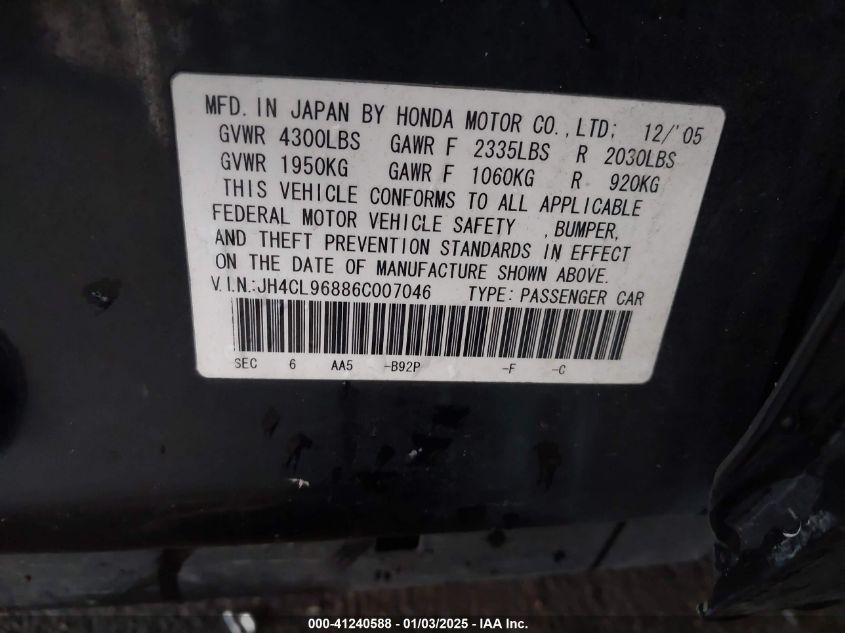 MFD. IN JAPAN BY HONDA MOTOR CO., LTD; 12/'05
GVWR 4300LBS GAWR F 2335LBS R 2030LBS
GVWR 1950KG GAWR F 1060KG R 920KG
THIS VEHICLE CONFORMS TO ALL APPLICABLE
FEDERAL MOTOR VEHICLE SAFETY , BUMPER,
AND THEFT PREVENTION STANDARDS IN EFFECT
ON THE DATE OF MANUFACTURE SHOWN ABOVE.
V.I.N.:JH4CL96886C007046 TYPE: PASSENGER CAR
SEC 6 AA5 -B92P -F -C
000-41240588 - 01/03/2025 - IAA Inc.